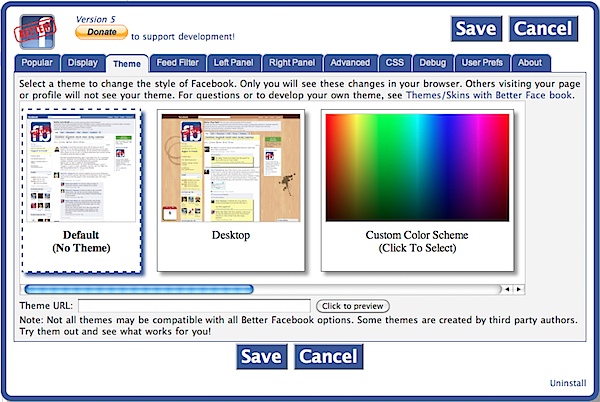 Version 5
Donate to support development!
Save Cancel
Popular Display Theme Feed Filter Left Panel Right Panel Advanced CSS Debug User Prefs About
Select a theme to change the style of Facebook. Only you will see these changes in your browser. Others visiting your page
or profile will not see your theme. For questions or to develop your own theme, see Themes/Skins with Better Face book.
Default
(No Theme)
Desktop
Custom Color Scheme
(Click To Select)
Theme URL: Click to preview
Note: Not all themes may be compatible with all Better Facebook options. Some themes are created by third party authors.
Try them out and see what works for you!
Save Cancel
Uninstall